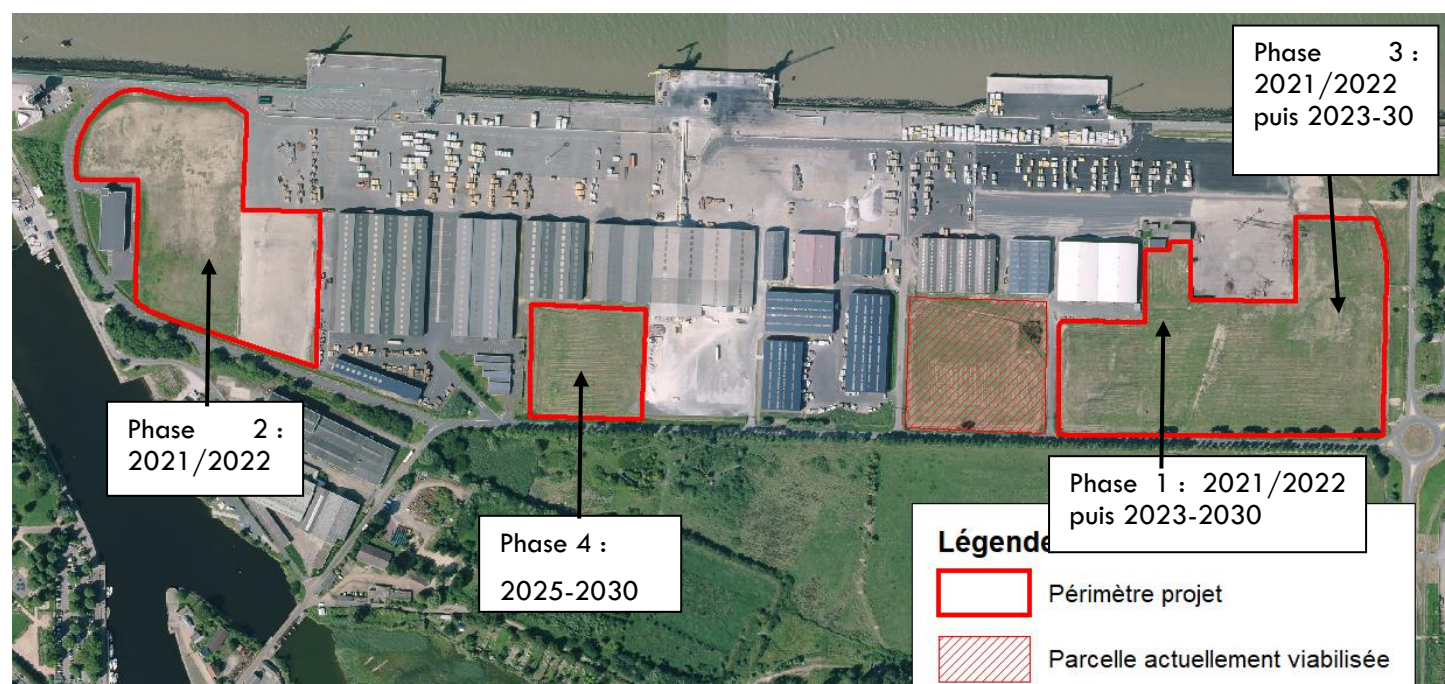 Phase 3 :
2021/2022
puis 2023-30
Phase 2 :
2021/2022
Phase 4 :
2025-2030
Phase 1 : 2021/2022
puis 2023-2030
Légende
Périmètre projet
Parcelle actuellement viabilisée